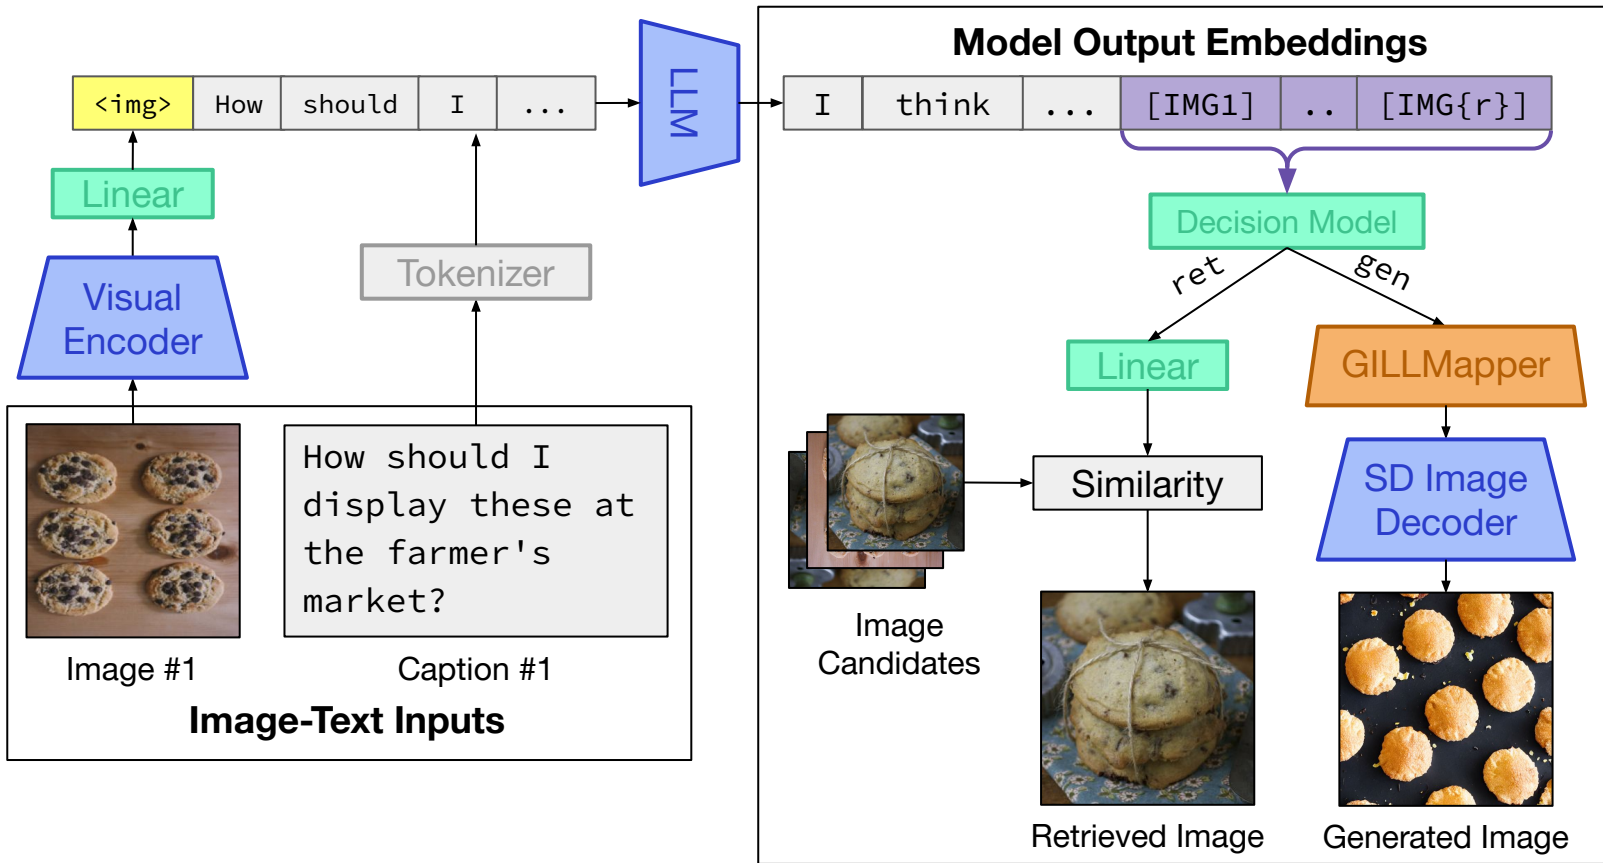 Model Output Embeddings
<img> How should I ...
LLM
I think ... [IMG1] .. [IMG{r}]
Linear
Decision Model
Tokenizer
ret
gen
Visual
Encoder
Linear
GILLMapper
How should I
display these at
the farmer's
market?
Similarity
SD Image
Decoder
Image
Candidates
Image #1
Caption #1
Image-Text Inputs
Retrieved Image
Generated Image